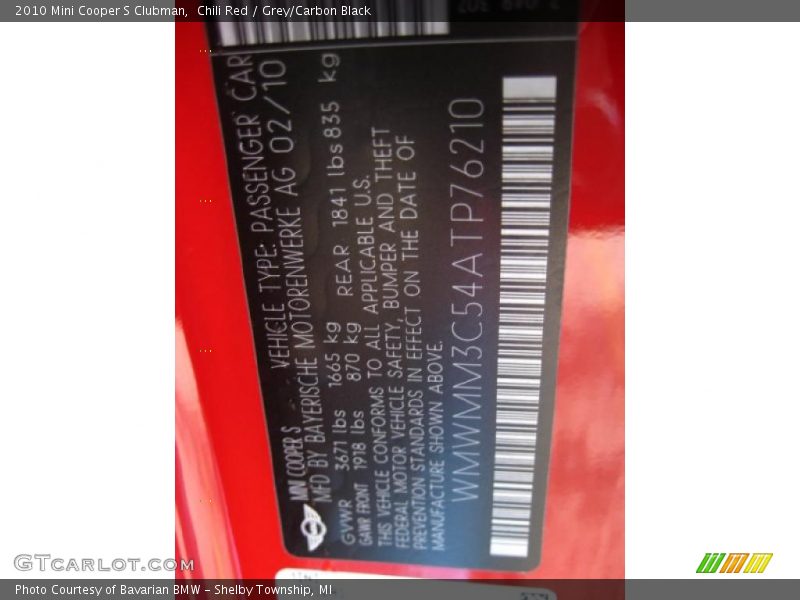 2010 Mini Cooper S Clubman,  Chili Red / Grey/Carbon Black
MINI COOPER S VEHICLE TYPE: PASSENGER CAR
MFD BY BAYERISCHE MOTORENWERKE AG 02/10
GVWR 3671 lbs 1665 kg
GAWR FRONT 1918 lbs 870 kg REAR 1841 lbs 835 kg
THIS VEHICLE CONFORMS TO ALL APPLICABLE U.S.
FEDERAL MOTOR VEHICLE SAFETY, BUMPER AND THEFT
PREVENTION STANDARDS IN EFFECT ON THE DATE OF
MANUFACTURE SHOWN ABOVE.
WMWMM3C54ATP76210
GTCARLOT.COM
Photo Courtesy of Bavarian BMW – Shelby Township, MI